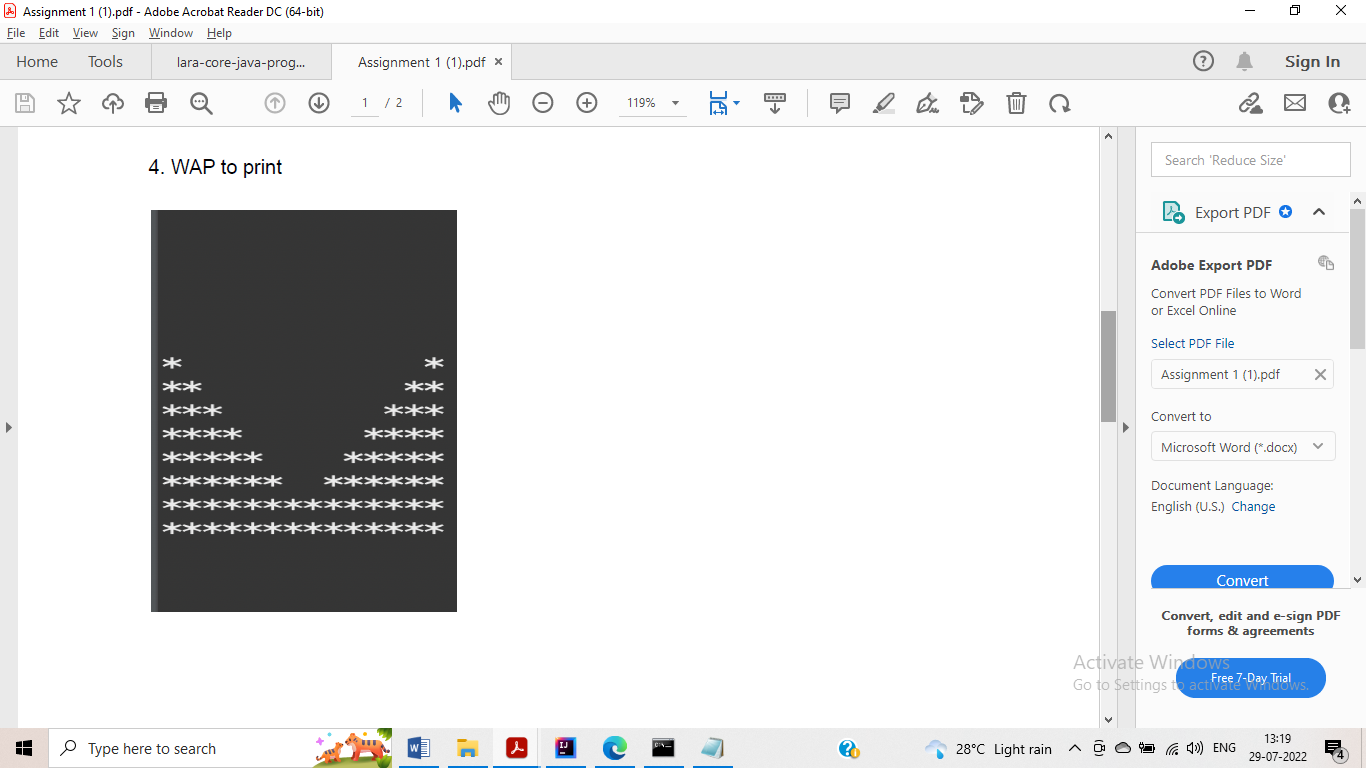 Assignment 1 (1).pdf - Adobe Acrobat Reader DC (64-bit)
File Edit View Sign Window Help
Home Tools lara-core-java-prog... Assignment 1 (1).pdf × Sign In
1 / 2 119%
4. WAP to print
*            *
**          **
***        ***
****      ****
*****    *****
******  ******
**************
**************
Search 'Reduce Size'
Export PDF
Adobe Export PDF
Convert PDF Files to Word
or Excel Online
Select PDF File
Assignment 1 (1).pdf
Convert to
Microsoft Word (*.docx)
Document Language:
English (U.S.) Change
Convert
Convert, edit and e-sign PDF
forms & agreements
Free 7-Day Trial
Activate Windows
Go to Settings to activate Windows.
Type here to search
28°C Light rain
ENG
13:19
29-07-2022
4